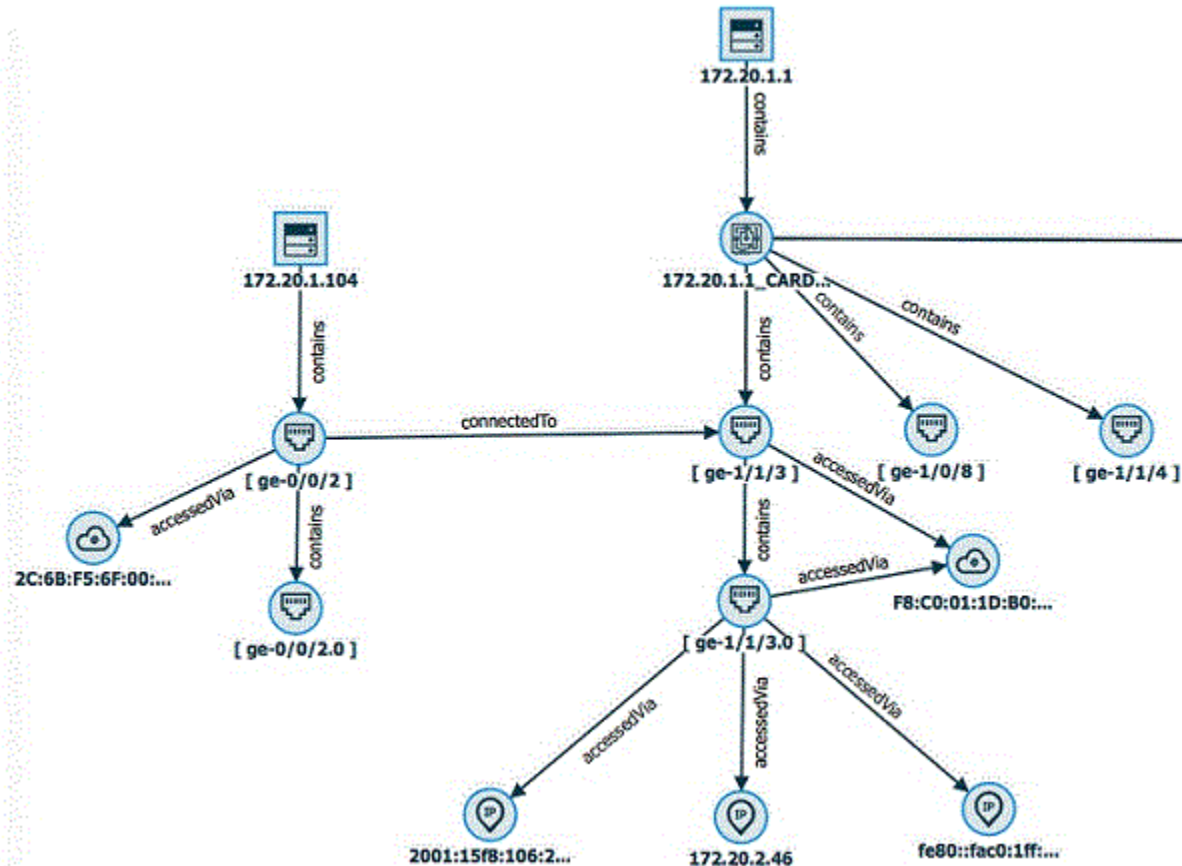 172.20.1.1
contains
172.20.1.104
172.20.1.1_CARD...
contains
contains
contains
contains
connectedTo
[ ge-0/0/2 ]
[ ge-1/1/3 ]
[ ge-1/0/8 ]
[ ge-1/1/4 ]
accessedVia
contains
contains
accessedVia
accessedVia
2C:6B:F5:6F:00:...
F8:C0:01:1D:B0:...
[ ge-0/0/2.0 ]
[ ge-1/1/3.0 ]
accessedVia
accessedVia
accessedVia
IP
IP
IP
2001:15f8:106:2...
172.20.2.46
fe80::fac0:1ff:...